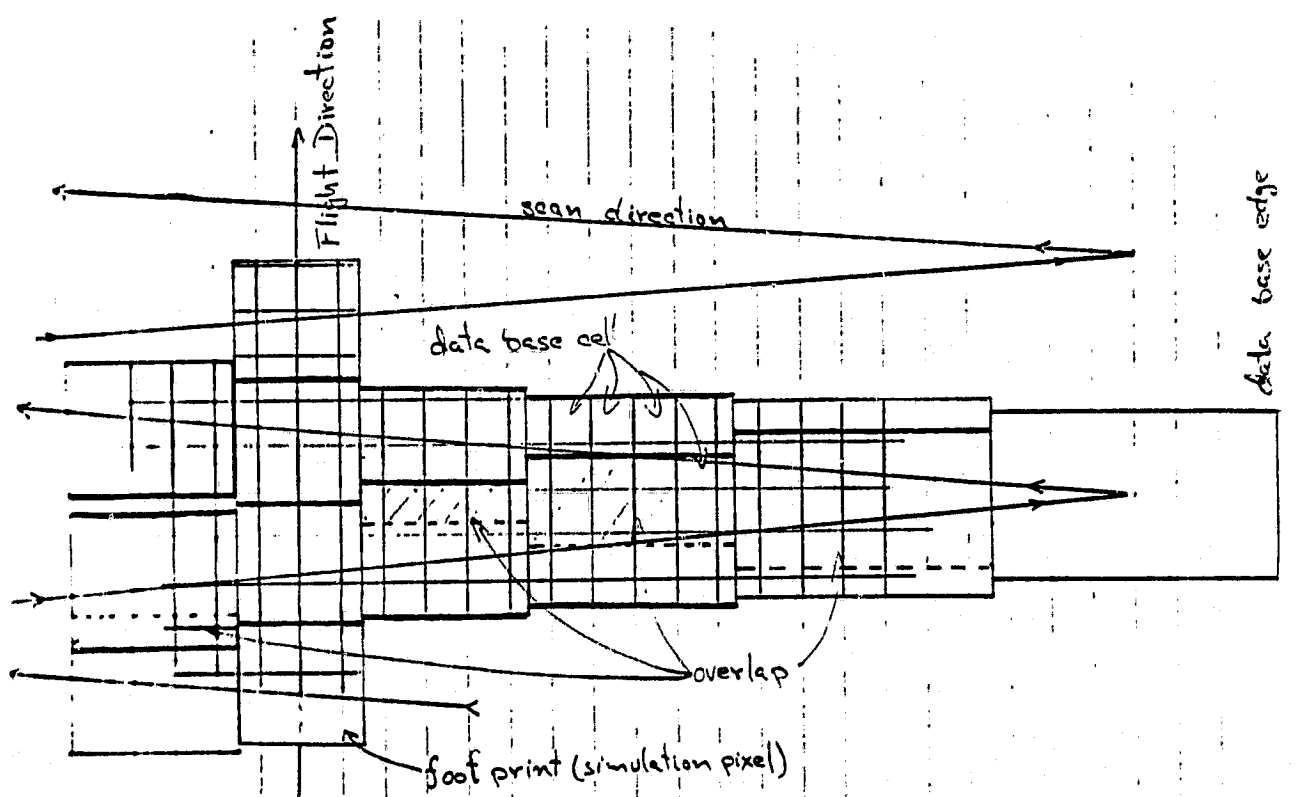 Flight Direction
scan direction
data base edge
data base cell
overlap
foot print (simulation pixel)